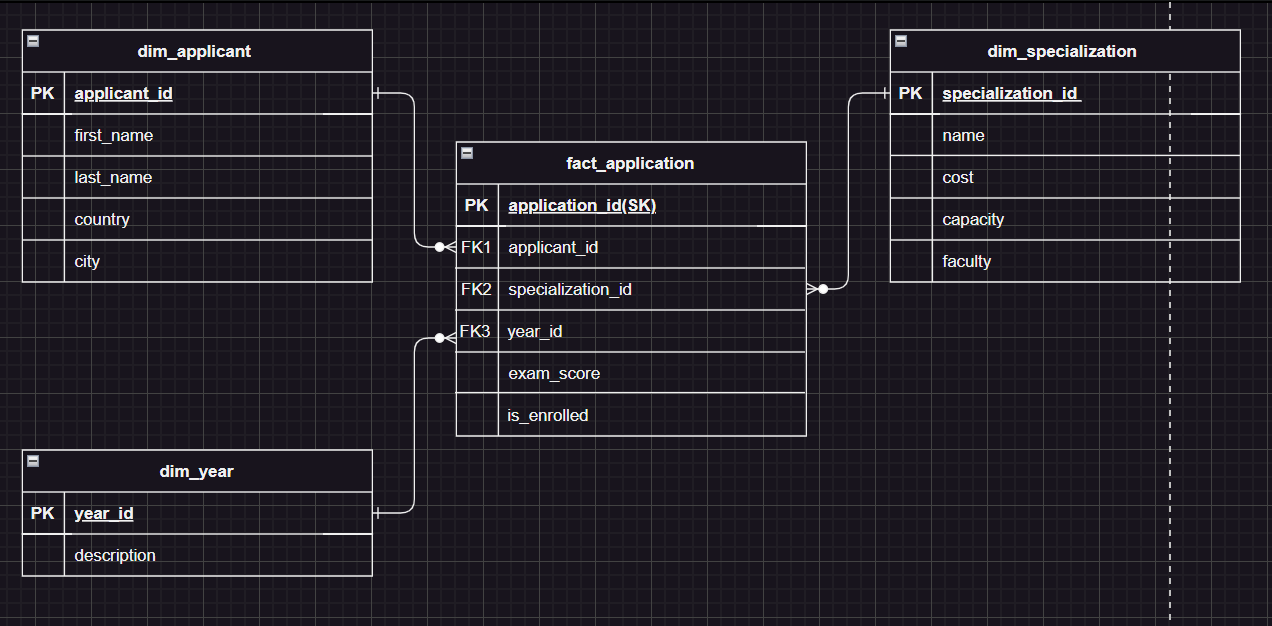 dim_applicant
PK applicant_id
first_name
last_name
country
city
fact_application
PK application_id(SK)
FK1 applicant_id
FK2 specialization_id
FK3 year_id
exam_score
is_enrolled
dim_specialization
PK specialization_id
name
cost
capacity
faculty
dim_year
PK year_id
description